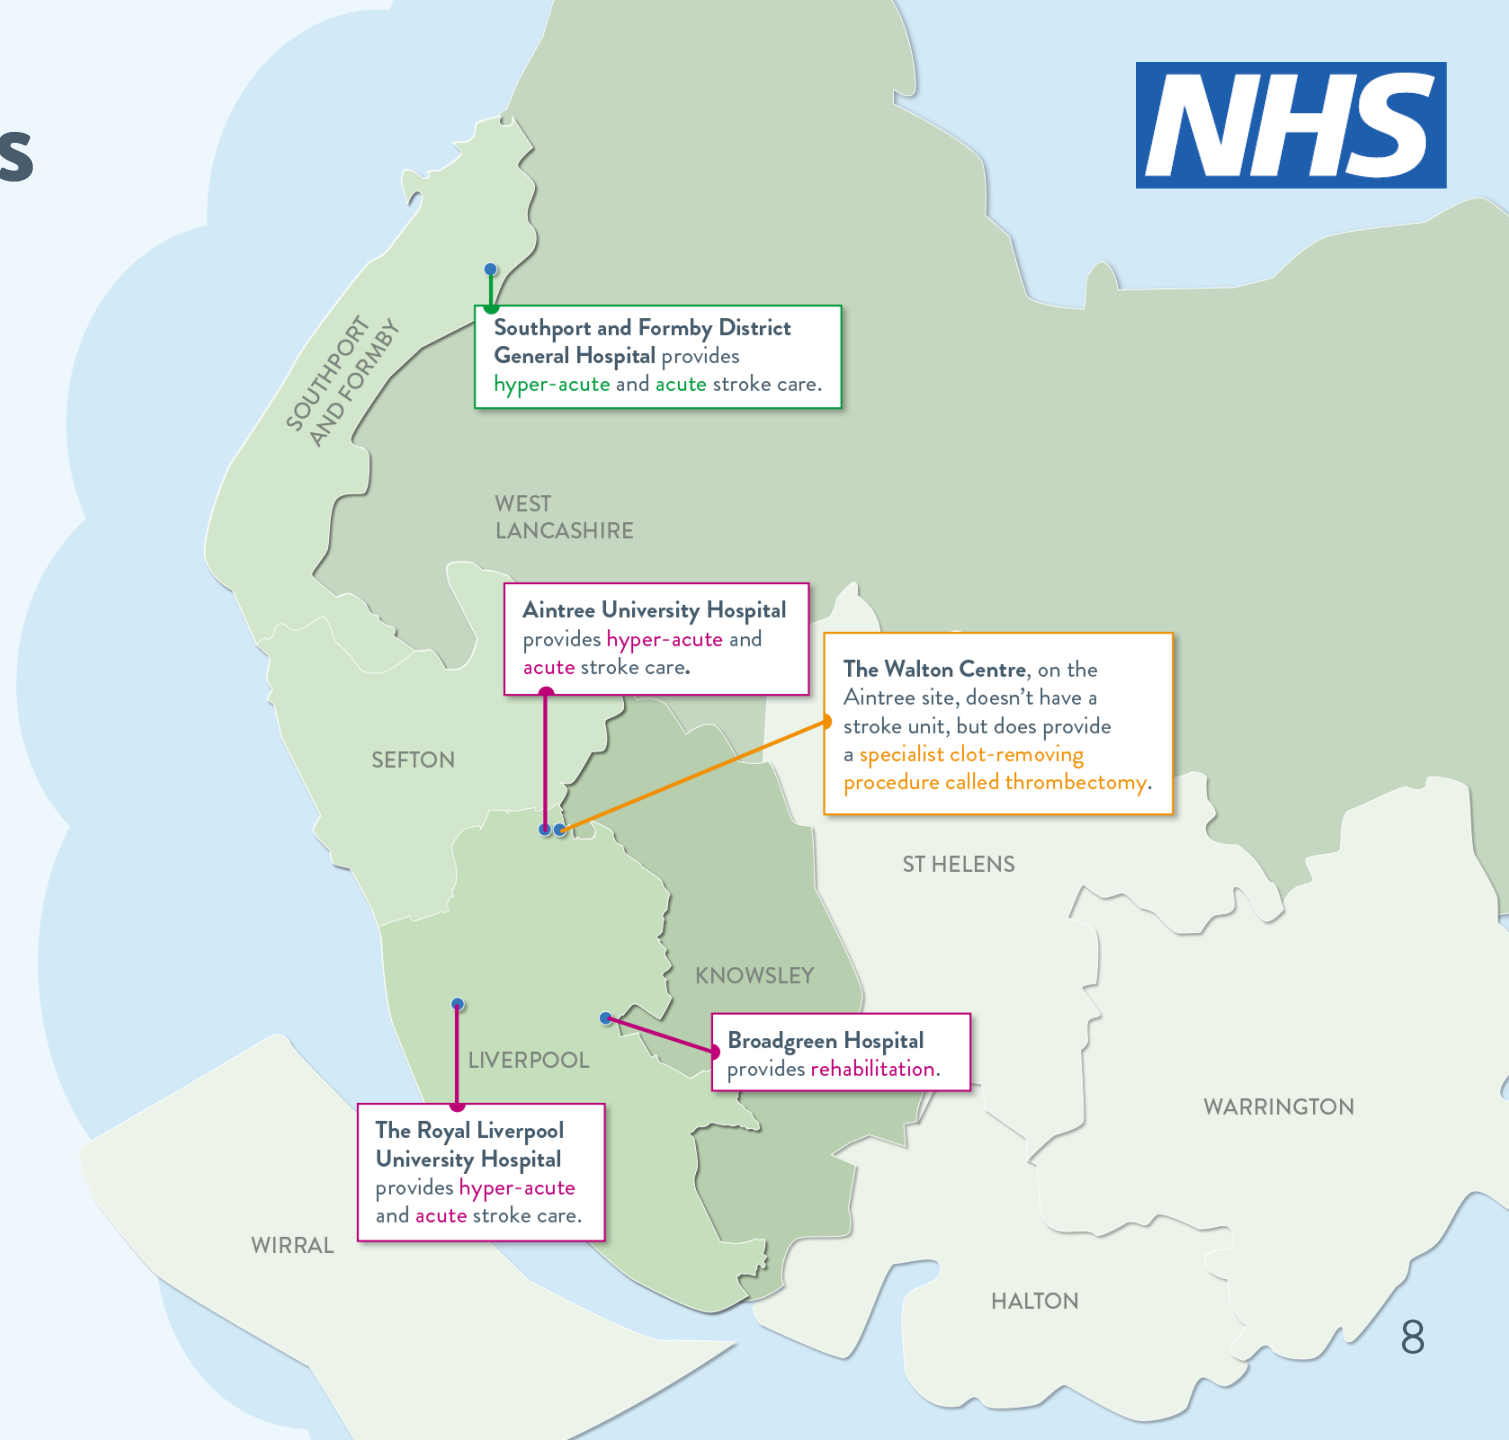 s
NHS
SOUTHPORT
AND FORMBY
Southport and Formby District
General Hospital provides
hyper-acute and acute stroke care.
WEST
LANCASHIRE
Aintree University Hospital
provides hyper-acute and
acute stroke care.
The Walton Centre, on the
Aintree site, doesn’t have a
stroke unit, but does provide
a specialist clot-removing
procedure called thrombectomy.
SEFTON
ST HELENS
KNOWSLEY
Broadgreen Hospital
provides rehabilitation.
LIVERPOOL
WARRINGTON
The Royal Liverpool
University Hospital
provides hyper-acute
and acute stroke care.
WIRRAL
HALTON
8